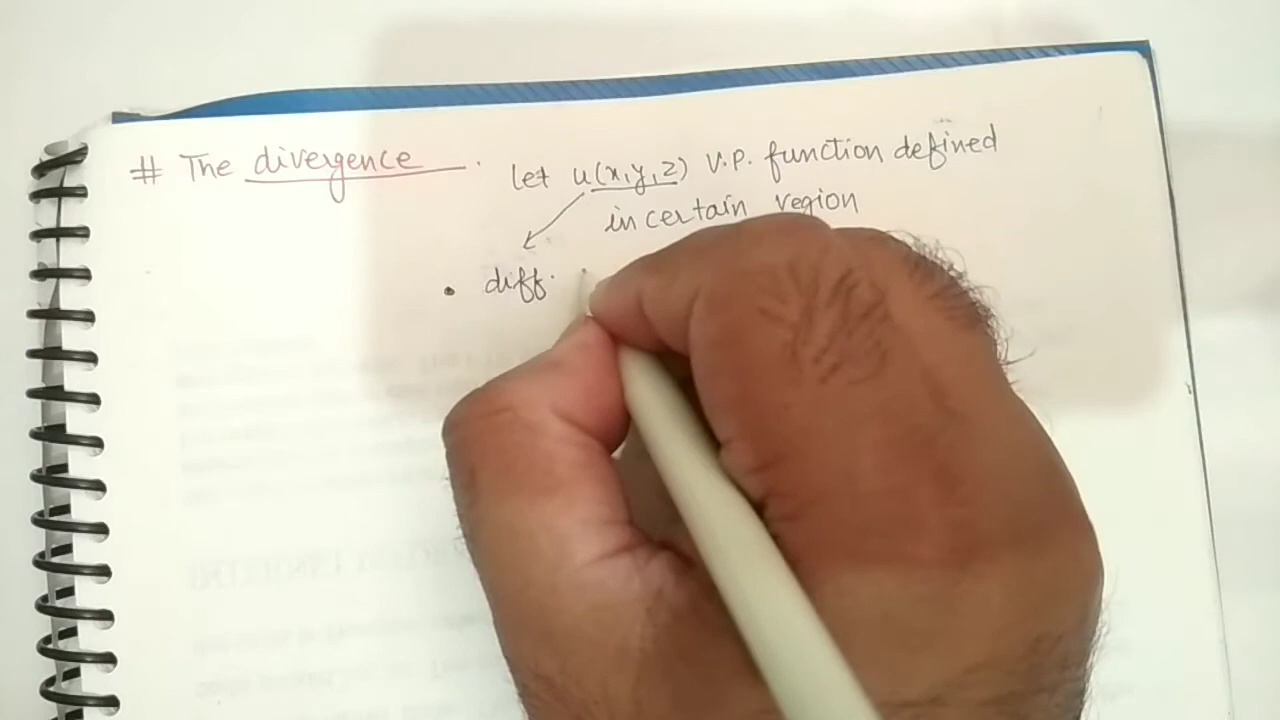 # The divergence.
let u(x,y,z) V.P. function defined
in certain region
• diff.